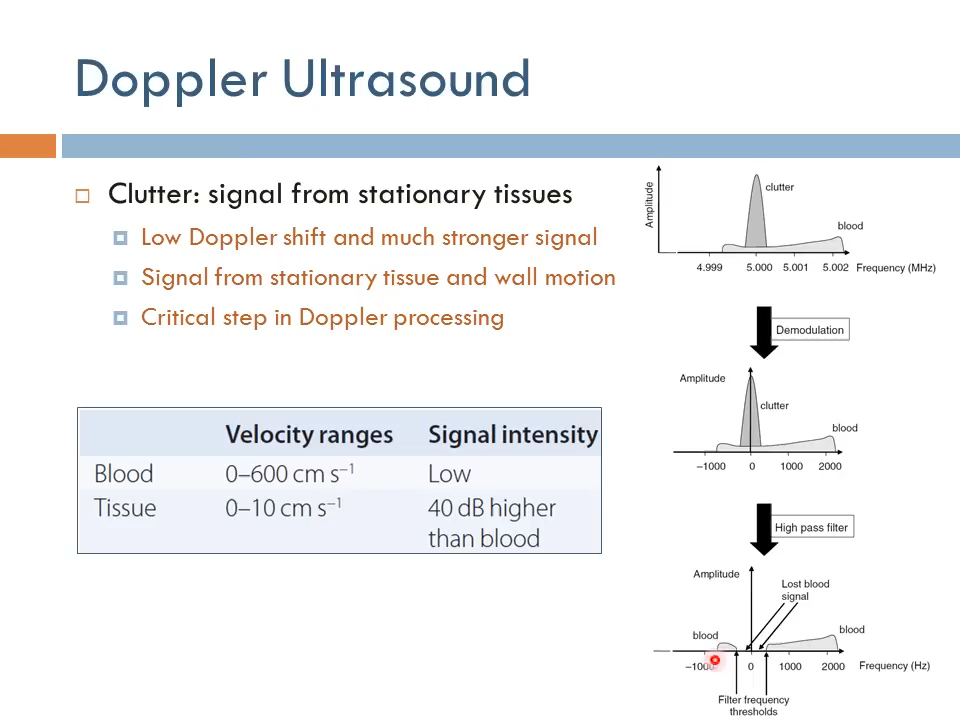 Doppler Ultrasound
Clutter: signal from stationary tissues
Low Doppler shift and much stronger signal
Signal from stationary tissue and wall motion
Critical step in Doppler processing
Velocity ranges Signal intensity
Blood 0–600 cm s⁻¹ Low
Tissue 0–10 cm s⁻¹ 40 dB higher
than blood
Amplitude
clutter
blood
4.999 5.000 5.001 5.002 Frequency (MHz)
Demodulation
Amplitude
clutter
blood
–1000 0 1000 2000
High pass filter
Amplitude
Lost blood
signal
blood
blood
–1000 0 1000 2000 Frequency (Hz)
Filter frequency
thresholds